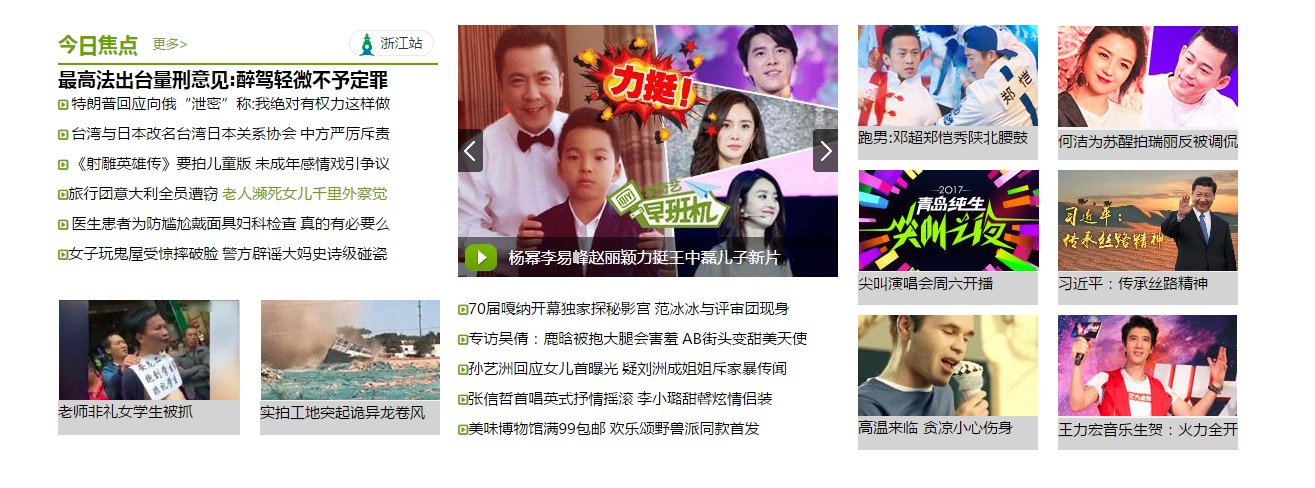 今日焦点 更多>
浙江站
最高法出台量刑意见:醉驾轻微不予定罪
特朗普回应向俄“泄密”称:我绝对有权力这样做
台湾与日本改名台湾日本关系协会 中方严厉斥责
《射雕英雄传》要拍儿童版 未成年感情戏引争议
旅行团意大利全员遭窃 老人濒死女儿千里外察觉
医生患者为防尴尬戴面具妇科检查 真的有必要么
女子玩鬼屋受惊摔破脸 警方辟谣大妈史诗级碰瓷
老师非礼女学生被抓
实拍工地突起诡异龙卷风
力挺!
爱奇艺
早班机
杨幂李易峰赵丽颖力挺王中磊儿子新片
70届嘎纳开幕独家探秘影宫 范冰冰与评审团现身
专访吴倩：鹿晗被抱大腿会害羞 AB街头变甜美天使
孙艺洲回应女儿首曝光 疑刘洲成姐姐斥家暴传闻
张信哲首唱英式抒情摇滚 李小璐甜馨炫情侣装
美味博物馆满99包邮 欢乐颂野兽派同款首发
郑恺
跑男:邓超郑恺秀陕北腰鼓
何洁为苏醒拍瑞丽反被调侃
2017
青岛纯生
尖叫之夜
尖叫演唱会周六开播
习近平：
传承丝路精神
习近平：传承丝路精神
高温来临 贪凉小心伤身
火力全开
王力宏音乐生贺：火力全开